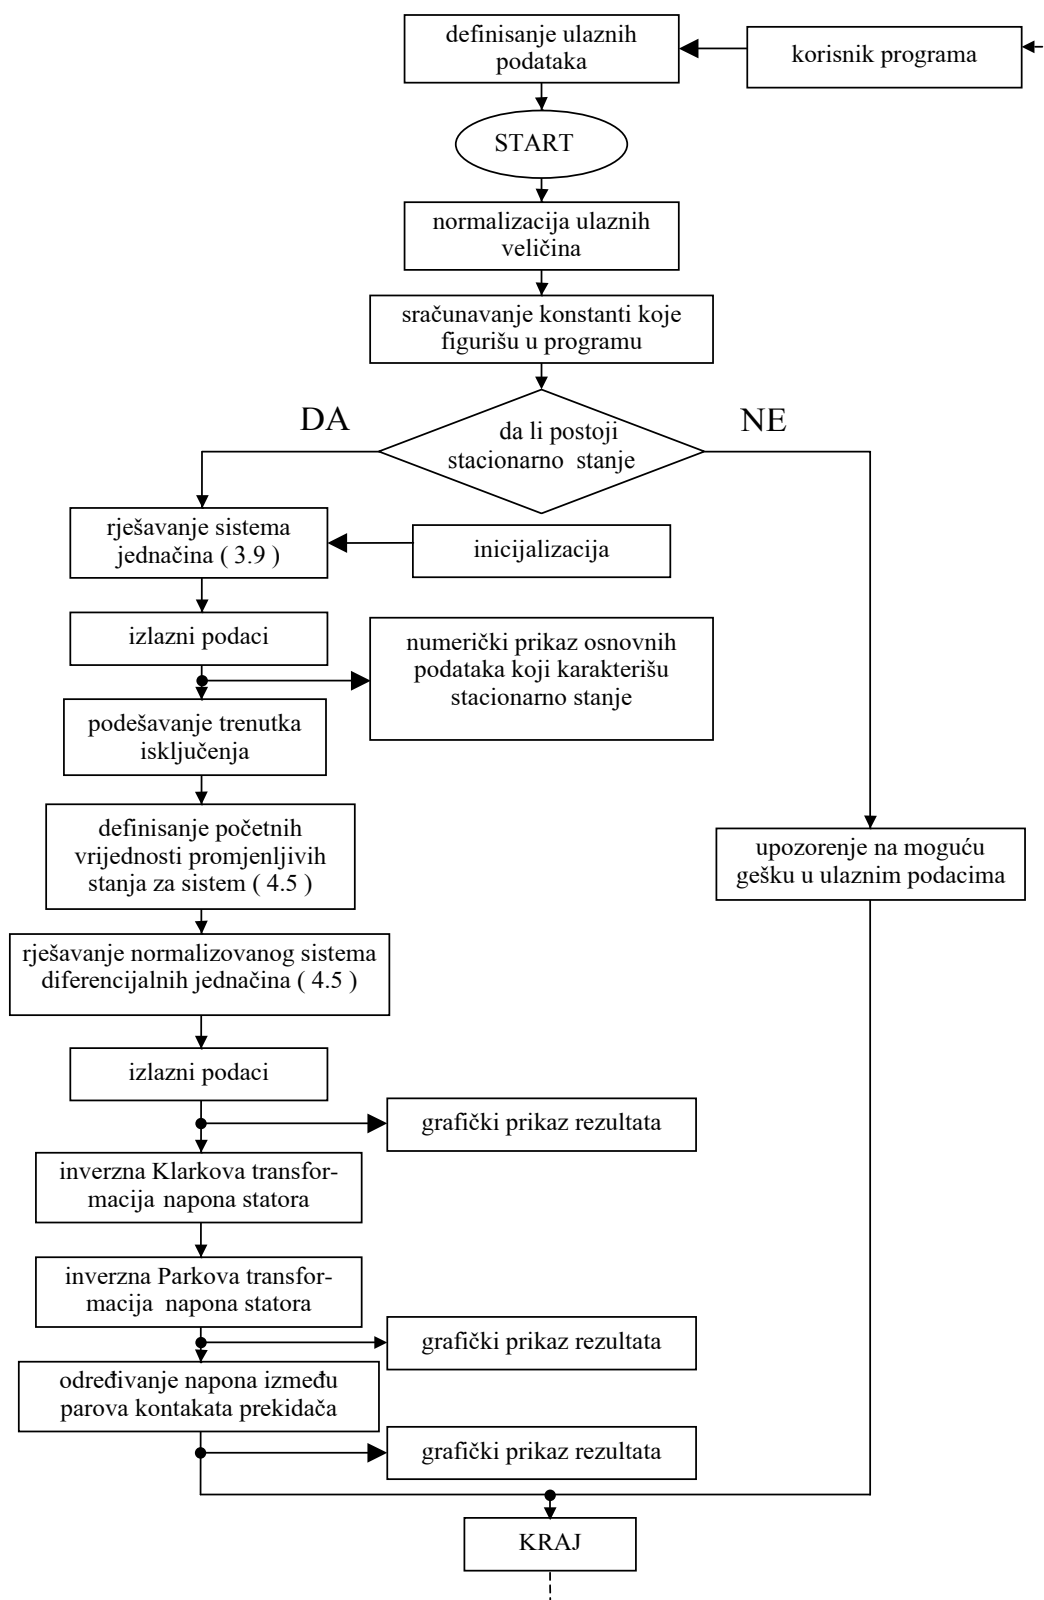 definisanje ulaznih
podataka
korisnik programa
START
normalizacija ulaznih
veličina
sračunavanje konstanti koje
figurišu u programu
DA
NE
da li postoji
stacionarno stanje
rješavanje sistema
jednačina ( 3.9 )
inicijalizacija
izlazni podaci
numerički prikaz osnovnih
podataka koji karakterišu
stacionarno stanje
podešavanje trenutka
isključenja
definisanje početnih
vrijednosti promjenljivih
stanja za sistem ( 4.5 )
upozorenje na moguću
gešku u ulaznim podacima
rješavanje normalizovanog sistema
diferencijalnih jednačina ( 4.5 )
izlazni podaci
grafički prikaz rezultata
inverzna Klarkova transfor-
macija napona statora
inverzna Parkova transfor-
macija napona statora
grafički prikaz rezultata
određivanje napona između
parova kontakata prekidača
grafički prikaz rezultata
KRAJ